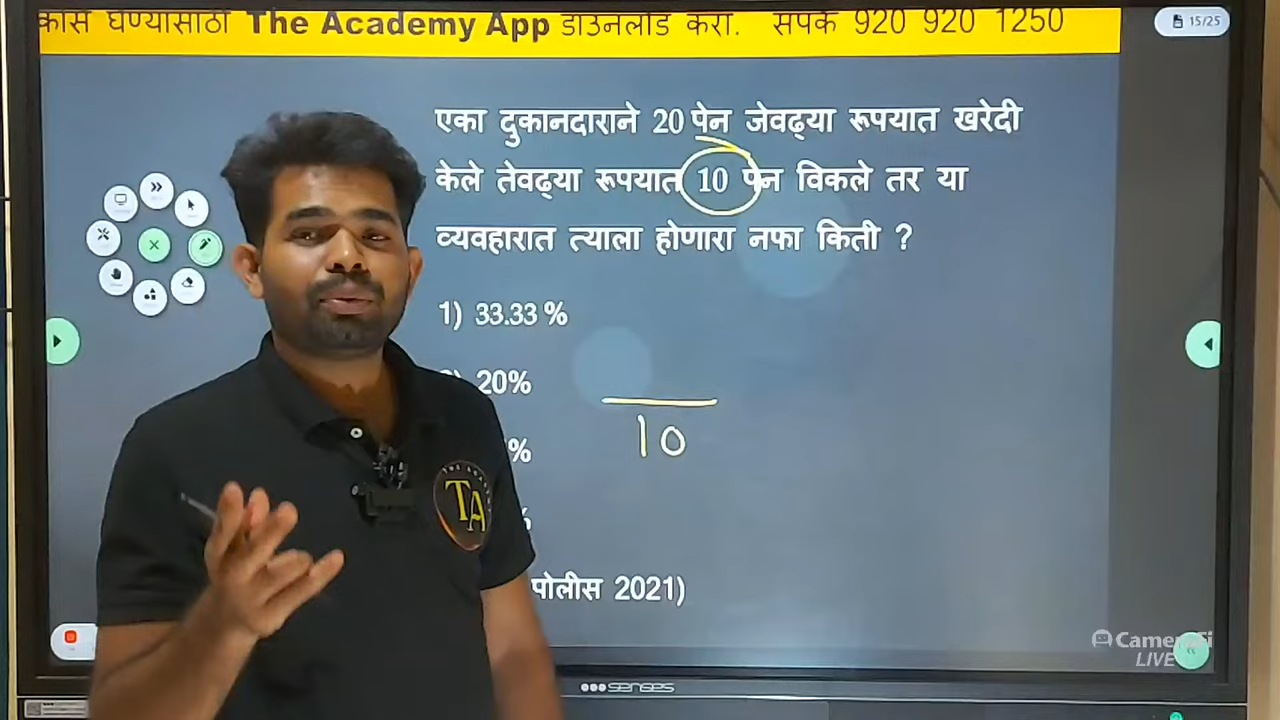 कास घेण्यासाठी The Academy App डाउनलोड करा. संपर्क 920 920 1250
15/25
एका दुकानदाराने 20 पेन जेवढ्या रूपयात खरेदी
केले तेवढ्या रूपयात 10 पेन विकले तर या
व्यवहारात त्याला होणारा नफा किती ?
1) 33.33 %
20%
%
10
TA
पोलीस 2021)
LIVE
senses